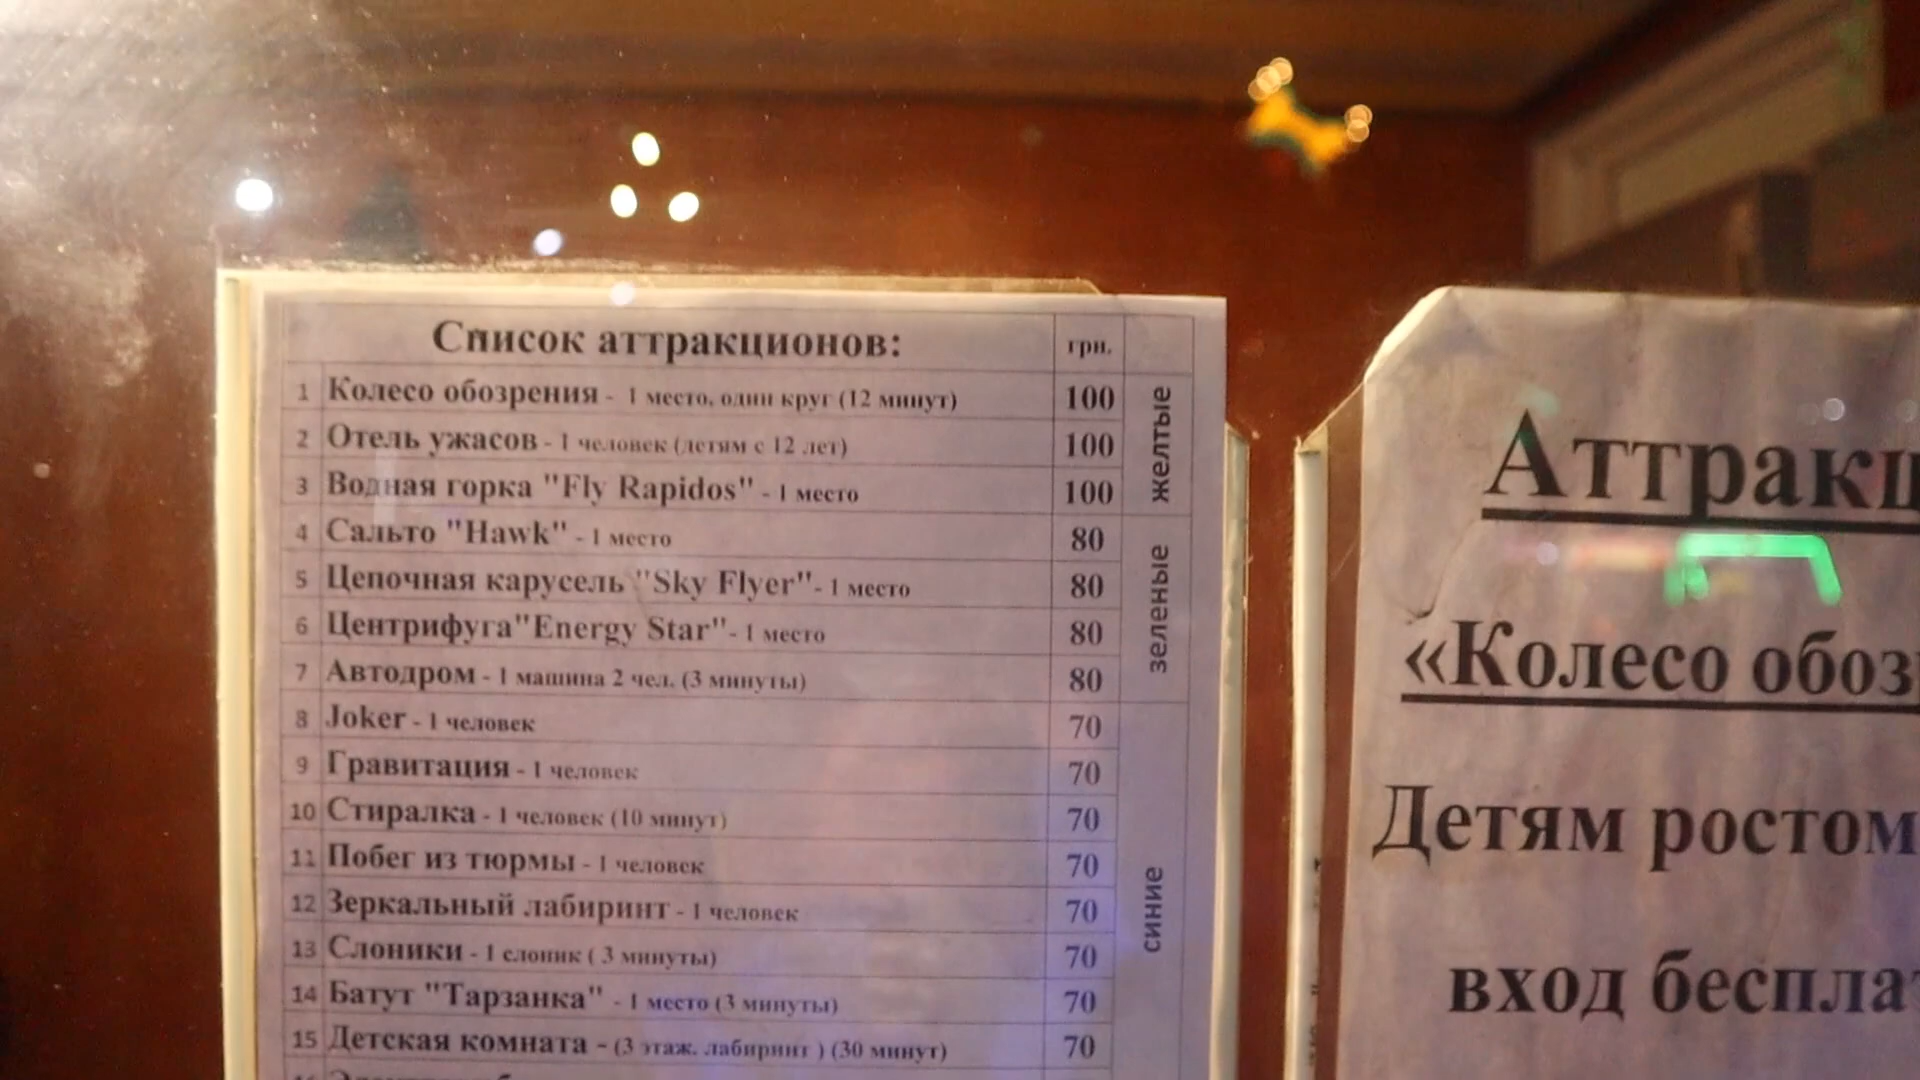 Список аттракционов: грн.
1 Колесо обозрения - 1 место, один круг (12 минут) 100
2 Отель ужасов - 1 человек (детям с 12 лет) 100
3 Водная горка "Fly Rapidos" - 1 место 100
желтые
4 Сальто "Hawk" - 1 место 80
5 Цепочная карусель "Sky Flyer"- 1 место 80
6 Центрифуга"Energy Star"- 1 место 80
7 Автодром - 1 машина 2 чел. (3 минуты) 80
зеленые
8 Joker - 1 человек 70
9 Гравитация - 1 человек 70
10 Стиралка - 1 человек (10 минут) 70
11 Побег из тюрмы - 1 человек 70
12 Зеркальный лабиринт - 1 человек 70
13 Слоники - 1 слоник ( 3 минуты) 70
14 Батут "Тарзанка" - 1 место (3 минуты) 70
15 Детская комната - (3 этаж. лабиринт ) (30 минут) 70
синие
Аттракц
«Колесо обоз
Детям ростом
вход беспла